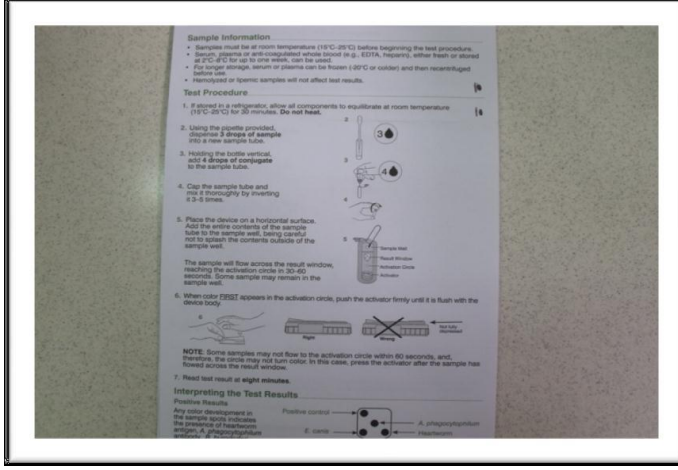 Sample Information
• Samples must be at room temperature (15°C-25°C) before beginning the test procedure.
• Serum, plasma or anti-coagulated whole blood (e.g., EDTA, heparin), either fresh or stored
at 2°C-8°C for up to one week, can be used.
• For longer storage, serum or plasma can be frozen (-20°C or colder) and then recentrifuged
before use.
• Hemolyzed or lipemic samples will not affect test results.
Test Procedure
1. If stored in a refrigerator, allow all components to equilibrate at room temperature
(15°C-25°C) for 30 minutes. Do not heat.
2. Using the pipette provided,
dispense 3 drops of sample
into a new sample tube.
2
3
3. Holding the bottle vertical,
add 4 drops of conjugate
to the sample tube.
3
4
4. Cap the sample tube and
mix it thoroughly by inverting
it 3-5 times.
4
5. Place the device on a horizontal surface.
Add the entire contents of the sample
tube to the sample well, being careful
not to splash the contents outside of the
sample well.
5
Sample Well
Result Window
Activation Circle
Activator
The sample will flow across the result window,
reaching the activation circle in 30-60
seconds. Some sample may remain in the
sample well.
6. When color FIRST appears in the activation circle, push the activator firmly until it is flush with the
device body.
6
Right
Wrong
Not fully
depressed
NOTE: Some samples may not flow to the activation circle within 60 seconds, and,
therefore, the circle may not turn color. In this case, press the activator after the sample has
flowed across the result window.
7. Read test result at eight minutes.
Interpreting the Test Results
Positive Results
Any color development in
the sample spots indicates
the presence of heartworm
antigen, A. phagocytophilum
Positive control
E. canis
A. phagocytophilum
Heartworm